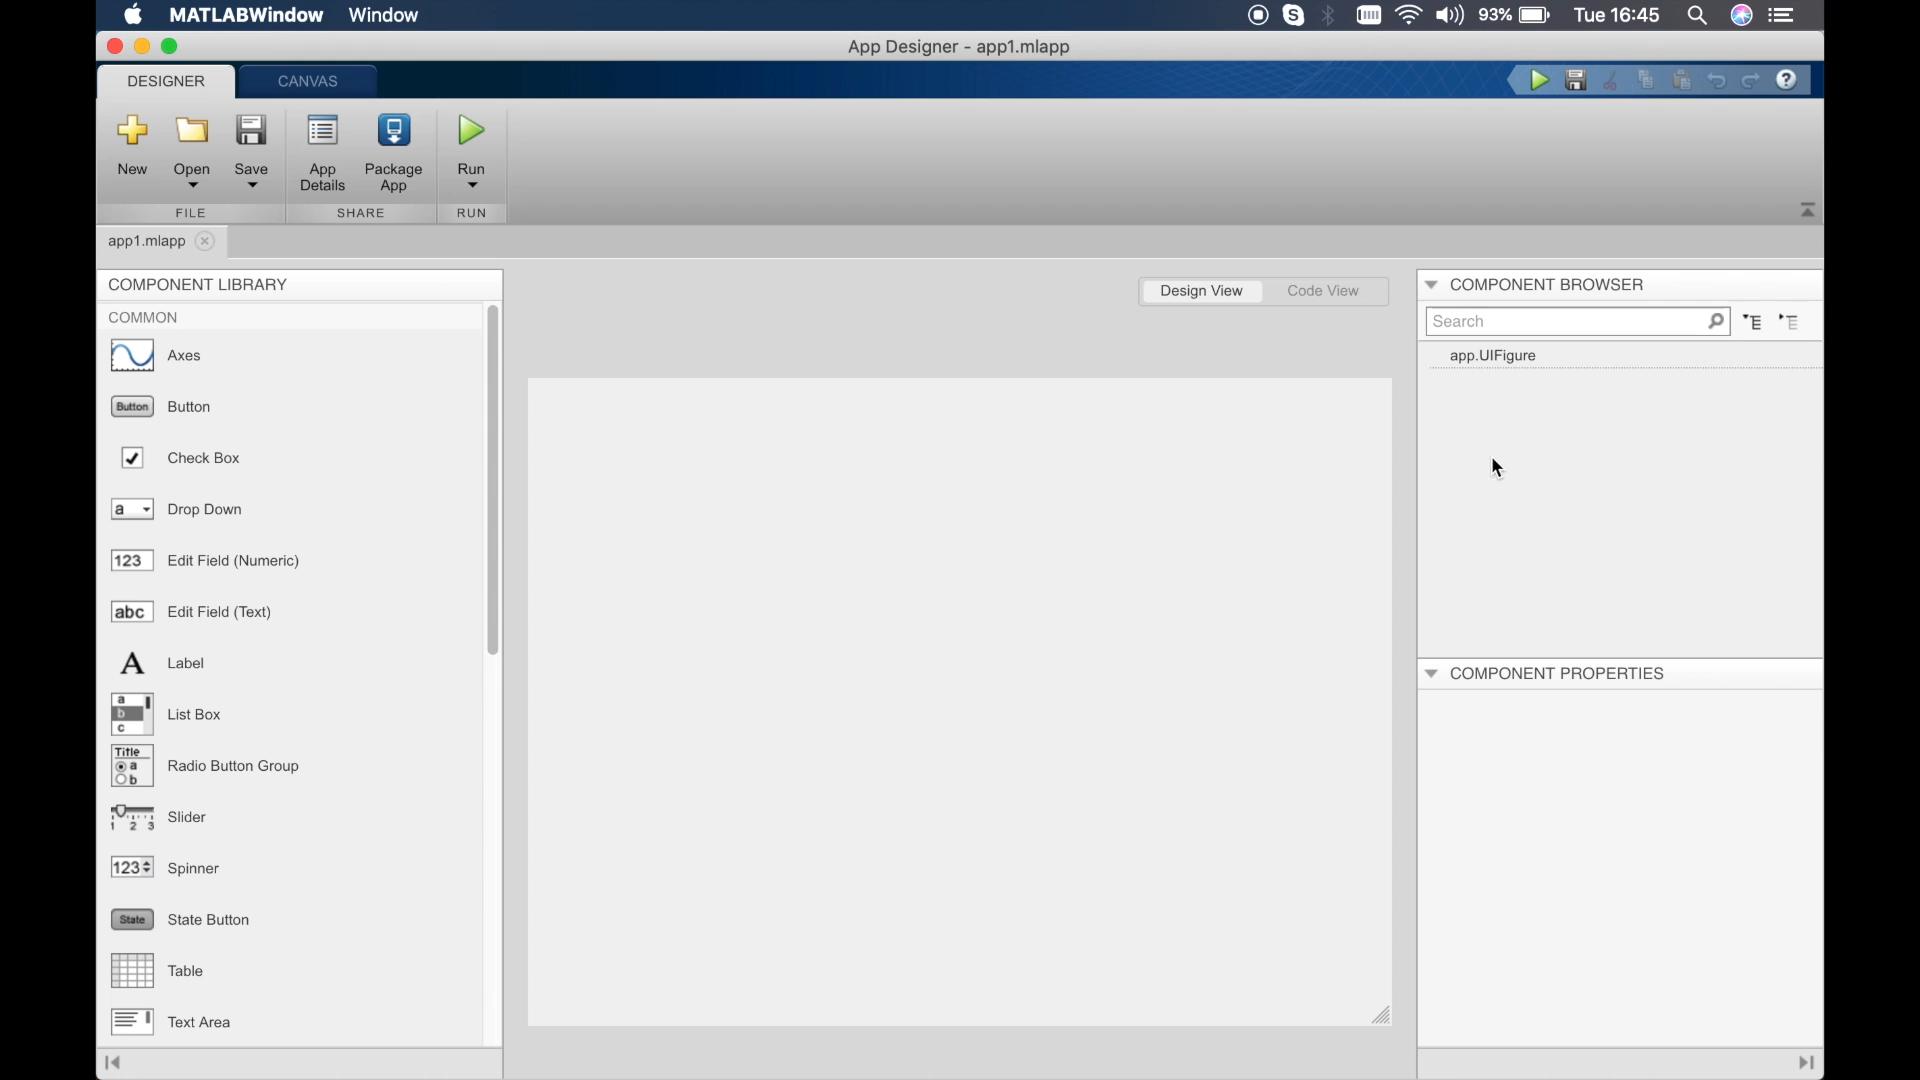 MATLABWindow Window 93% Tue 16:45
App Designer - app1.mlapp
DESIGNER CANVAS
New Open Save App Details Package App Run
FILE SHARE RUN
app1.mlapp
COMPONENT LIBRARY
COMMON
Axes
Button Button
Check Box
a Drop Down
123 Edit Field (Numeric)
abc Edit Field (Text)
A Label
a b c List Box
Title a b Radio Button Group
1 2 3 Slider
123 Spinner
State State Button
Table
Text Area
Design View Code View
COMPONENT BROWSER
Search
app.UIFigure
COMPONENT PROPERTIES